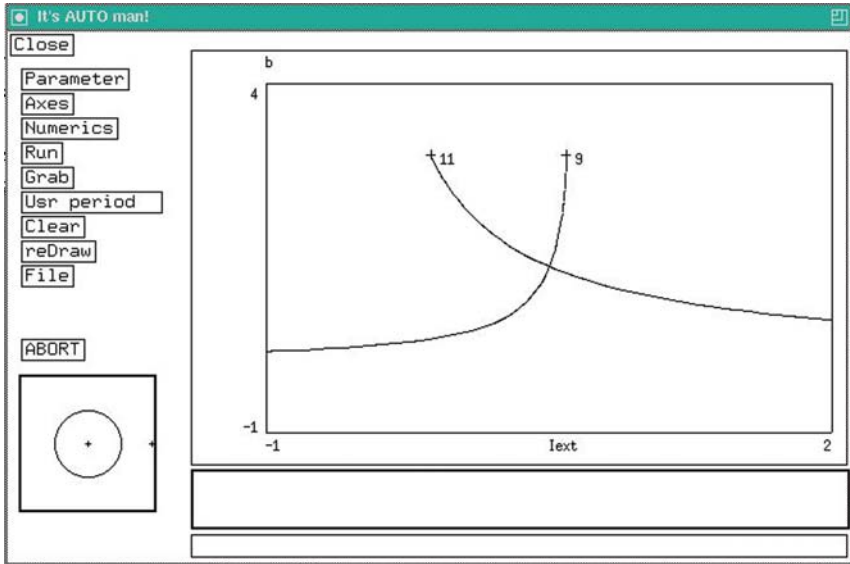 It's AUTO man!
Close
Parameter
Axes
Numerics
Run
Grab
Usr period
Clear
reDraw
File
ABORT
b
4
11
9
-1
-1
Iext
2